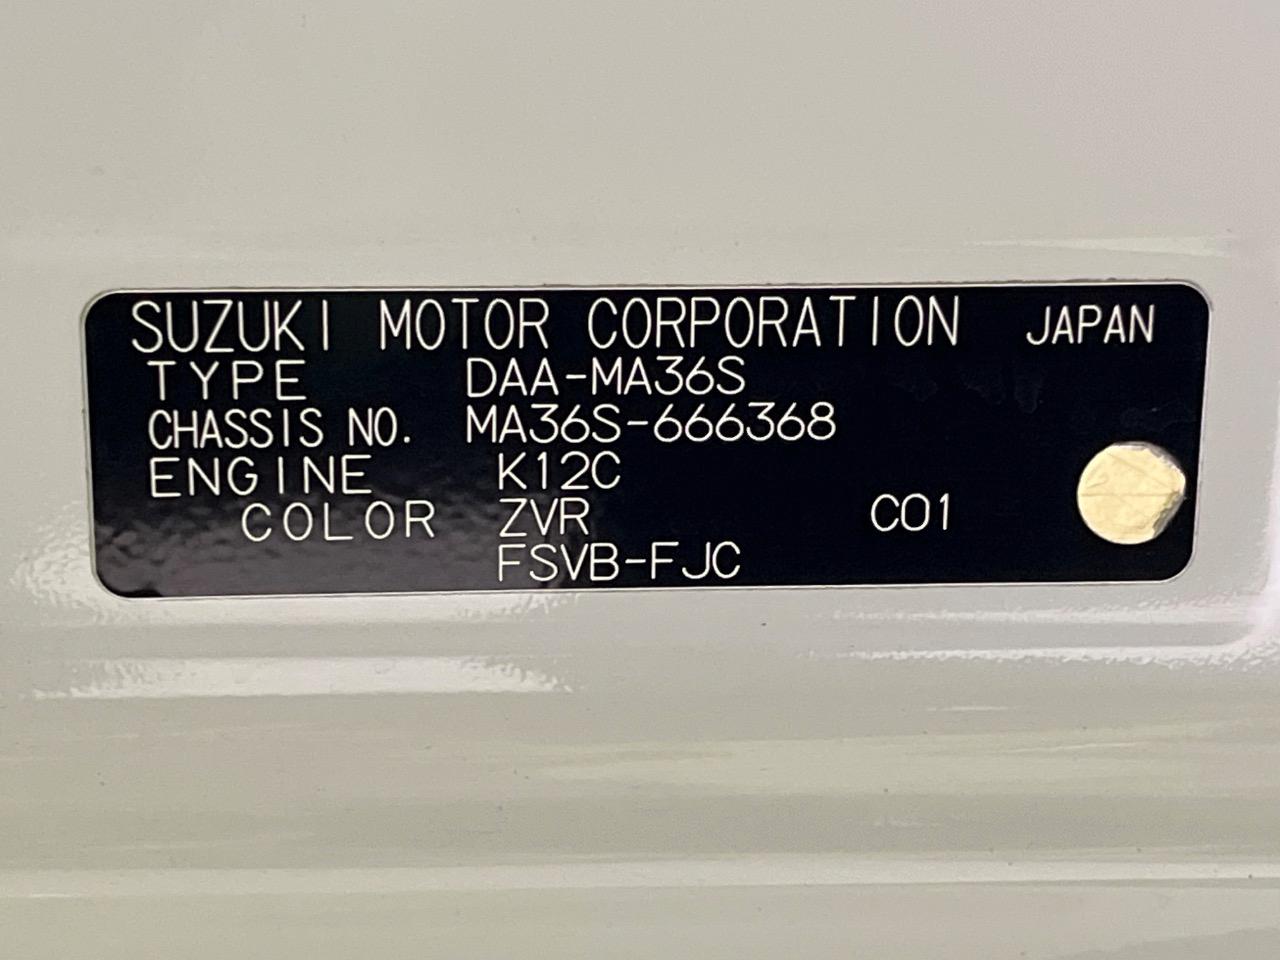 SUZUKI MOTOR CORPORATION JAPAN
TYPE DAA-MA36S
CHASSIS NO. MA36S-666368
ENGINE K12C
COLOR ZVR C01
FSVB-FJC